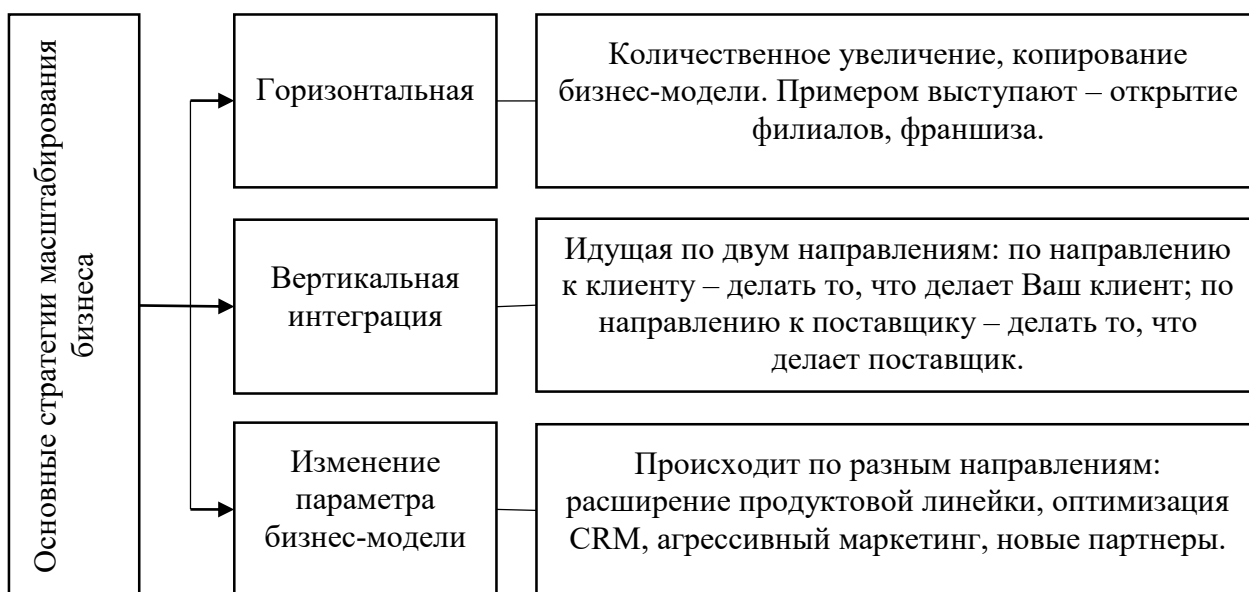 Основные стратегии масштабирования
бизнеса
Горизонтальная
Количественное увеличение, копирование
бизнес-модели. Примером выступают – открытие
филиалов, франшиза.
Вертикальная
интеграция
Идущая по двум направлениям: по направлению
к клиенту – делать то, что делает Ваш клиент; по
направлению к поставщику – делать то, что
делает поставщик.
Изменение
параметра
бизнес-модели
Происходит по разным направлениям:
расширение продуктовой линейки, оптимизация
CRM, агрессивный маркетинг, новые партнеры.